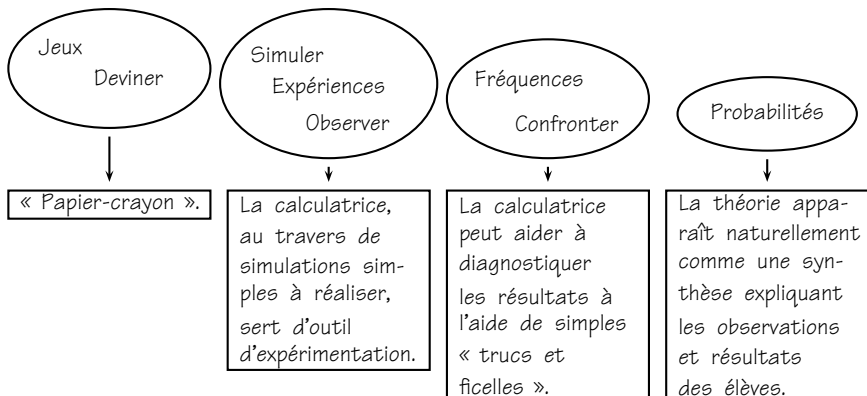 Jeux
Deviner
Simuler
Expériences
Observer
Fréquences
Confronter
Probabilités
« Papier-crayon ».
La calculatrice,
au travers de
simulations sim-
ples à réaliser,
sert d'outil
d'expérimentation.
La calculatrice
peut aider à
diagnostiquer
les résultats à
l'aide de simples
« trucs et
ficelles ».
La théorie appa-
raît naturellement
comme une syn-
thèse expliquant
les observations
et résultats
des élèves.